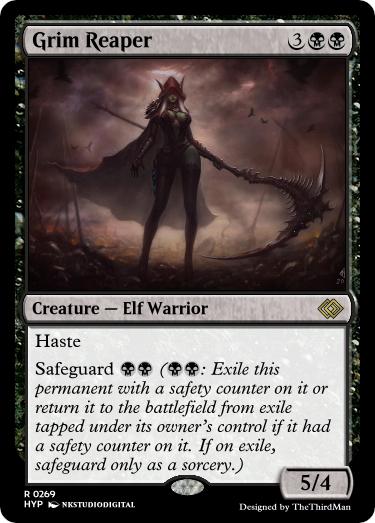 Grim Reaper 3
Creature — Elf Warrior
Haste
Safeguard (: Exile this
permanent with a safety counter on it or
return it to the battlefield from exile
tapped under its owner's control if it had
a safety counter on it. If on exile,
safeguard only as a sorcery.)
5/4
R 0269
HYP NKSTUDIODIGITAL
Designed by TheThirdMan